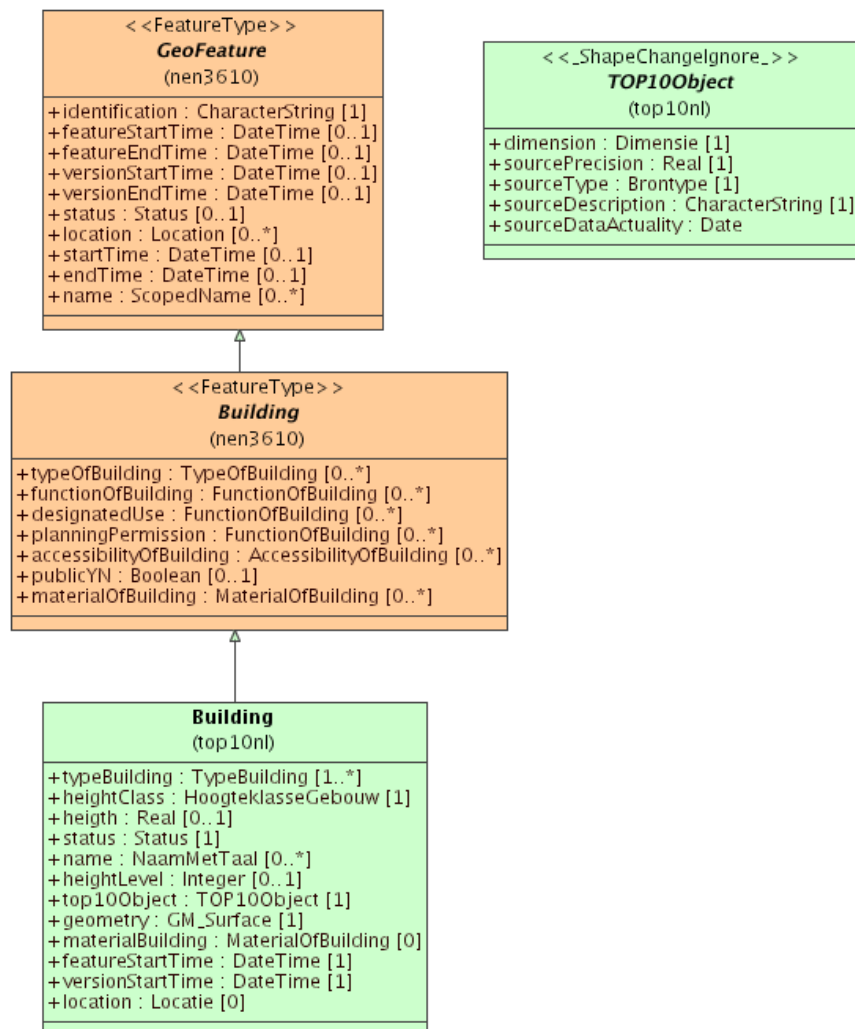 <<FeatureType>>
GeoFeature
(nen3610)
+identification : CharacterString [1]
+featureStartTime : DateTime [0..1]
+featureEndTime : DateTime [0..1]
+versionStartTime : DateTime [0..1]
+versionEndTime : DateTime [0..1]
+status : Status [0..1]
+location : Location [0..*]
+startTime : DateTime [0..1]
+endTime : DateTime [0..1]
+name : ScopedName [0..*]
<<_ShapeChangeIgnore_>>
TOP10Object
(top10nl)
+dimension : Dimensie [1]
+sourcePrecision : Real [1]
+sourceType : Brontype [1]
+sourceDescription : CharacterString [1]
+sourceDataActuality : Date
<<FeatureType>>
Building
(nen3610)
+typeOfBuilding : TypeOfBuilding [0..*]
+functionOfBuilding : FunctionOfBuilding [0..*]
+designatedUse : FunctionOfBuilding [0..*]
+planningPermission : FunctionOfBuilding [0..*]
+accessibilityOfBuilding : AccessibilityOfBuilding [0..*]
+publicYN : Boolean [0..1]
+materialOfBuilding : MaterialOfBuilding [0..*]
Building
(top10nl)
+typeBuilding : TypeBuilding [1..*]
+heightClass : HoogteklasseGebouw [1]
+heigth : Real [0..1]
+status : Status [1]
+name : NaamMetTaal [0..*]
+heightLevel : Integer [0..1]
+top10Object : TOP10Object [1]
+geometry : GM_Surface [1]
+materialBuilding : MaterialOfBuilding [0]
+featureStartTime : DateTime [1]
+versionStartTime : DateTime [1]
+location : Locatie [0]